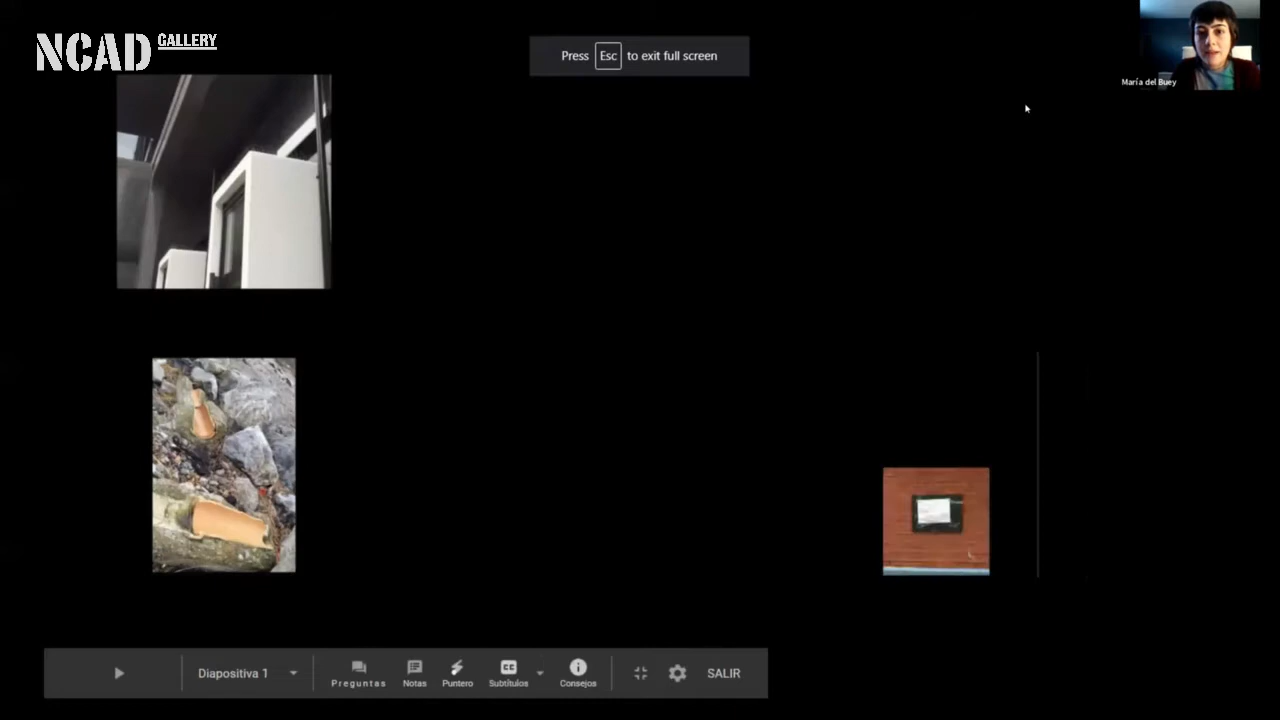 NCAD GALLERY
Press Esc to exit full screen
María del Buey
Diapositiva 1
Preguntas
Notas
Puntero
CC
Subtítulos
Consejos
SALIR